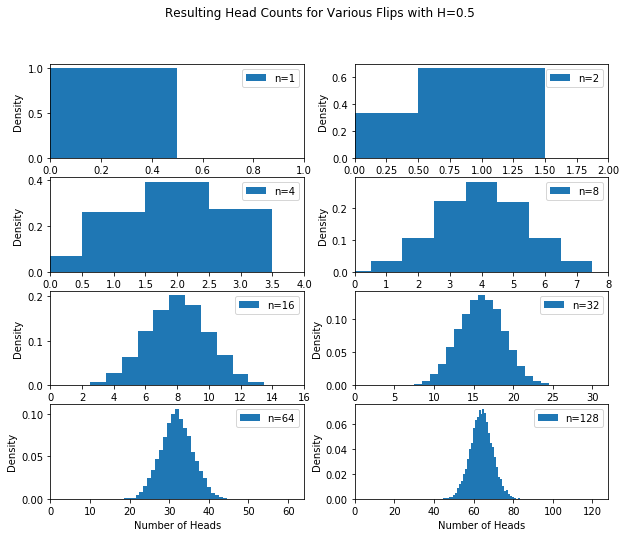 Resulting Head Counts for Various Flips with H=0.5
1.0
0.5
0.0
Density
n=1
0.0 0.2 0.4 0.6 0.8 1.0
0.6
0.4
0.2
0.0
Density
n=2
0.00 0.25 0.50 0.75 1.00 1.25 1.50 1.75 2.00
0.4
0.2
0.0
Density
n=4
0.0 0.5 1.0 1.5 2.0 2.5 3.0 3.5 4.0
0.2
0.1
0.0
Density
n=8
0 1 2 3 4 5 6 7 8
0.2
0.1
0.0
Density
n=16
0 2 4 6 8 10 12 14 16
0.10
0.05
0.00
Density
n=32
0 5 10 15 20 25 30
0.10
0.05
0.00
Density
n=64
0 10 20 30 40 50 60
Number of Heads
0.06
0.04
0.02
0.00
Density
n=128
0 20 40 60 80 100 120
Number of Heads